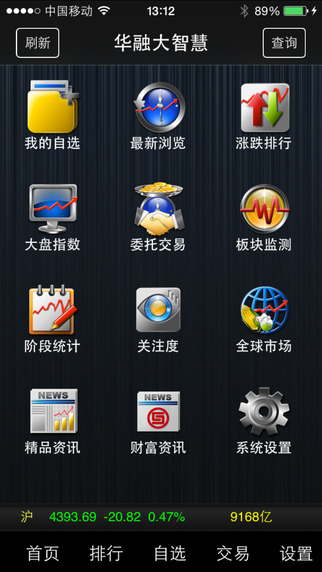 中国移动 13:12 89%
刷新 华融大智慧 查询
我的自选 最新浏览 涨跌排行
大盘指数 委托交易 板块监测
阶段统计 关注度 全球市场
NEWS NEWS
精品资讯 财富资讯 系统设置
沪 4393.69 -20.82 0.47% 9168亿
首页 排行 自选 交易 设置